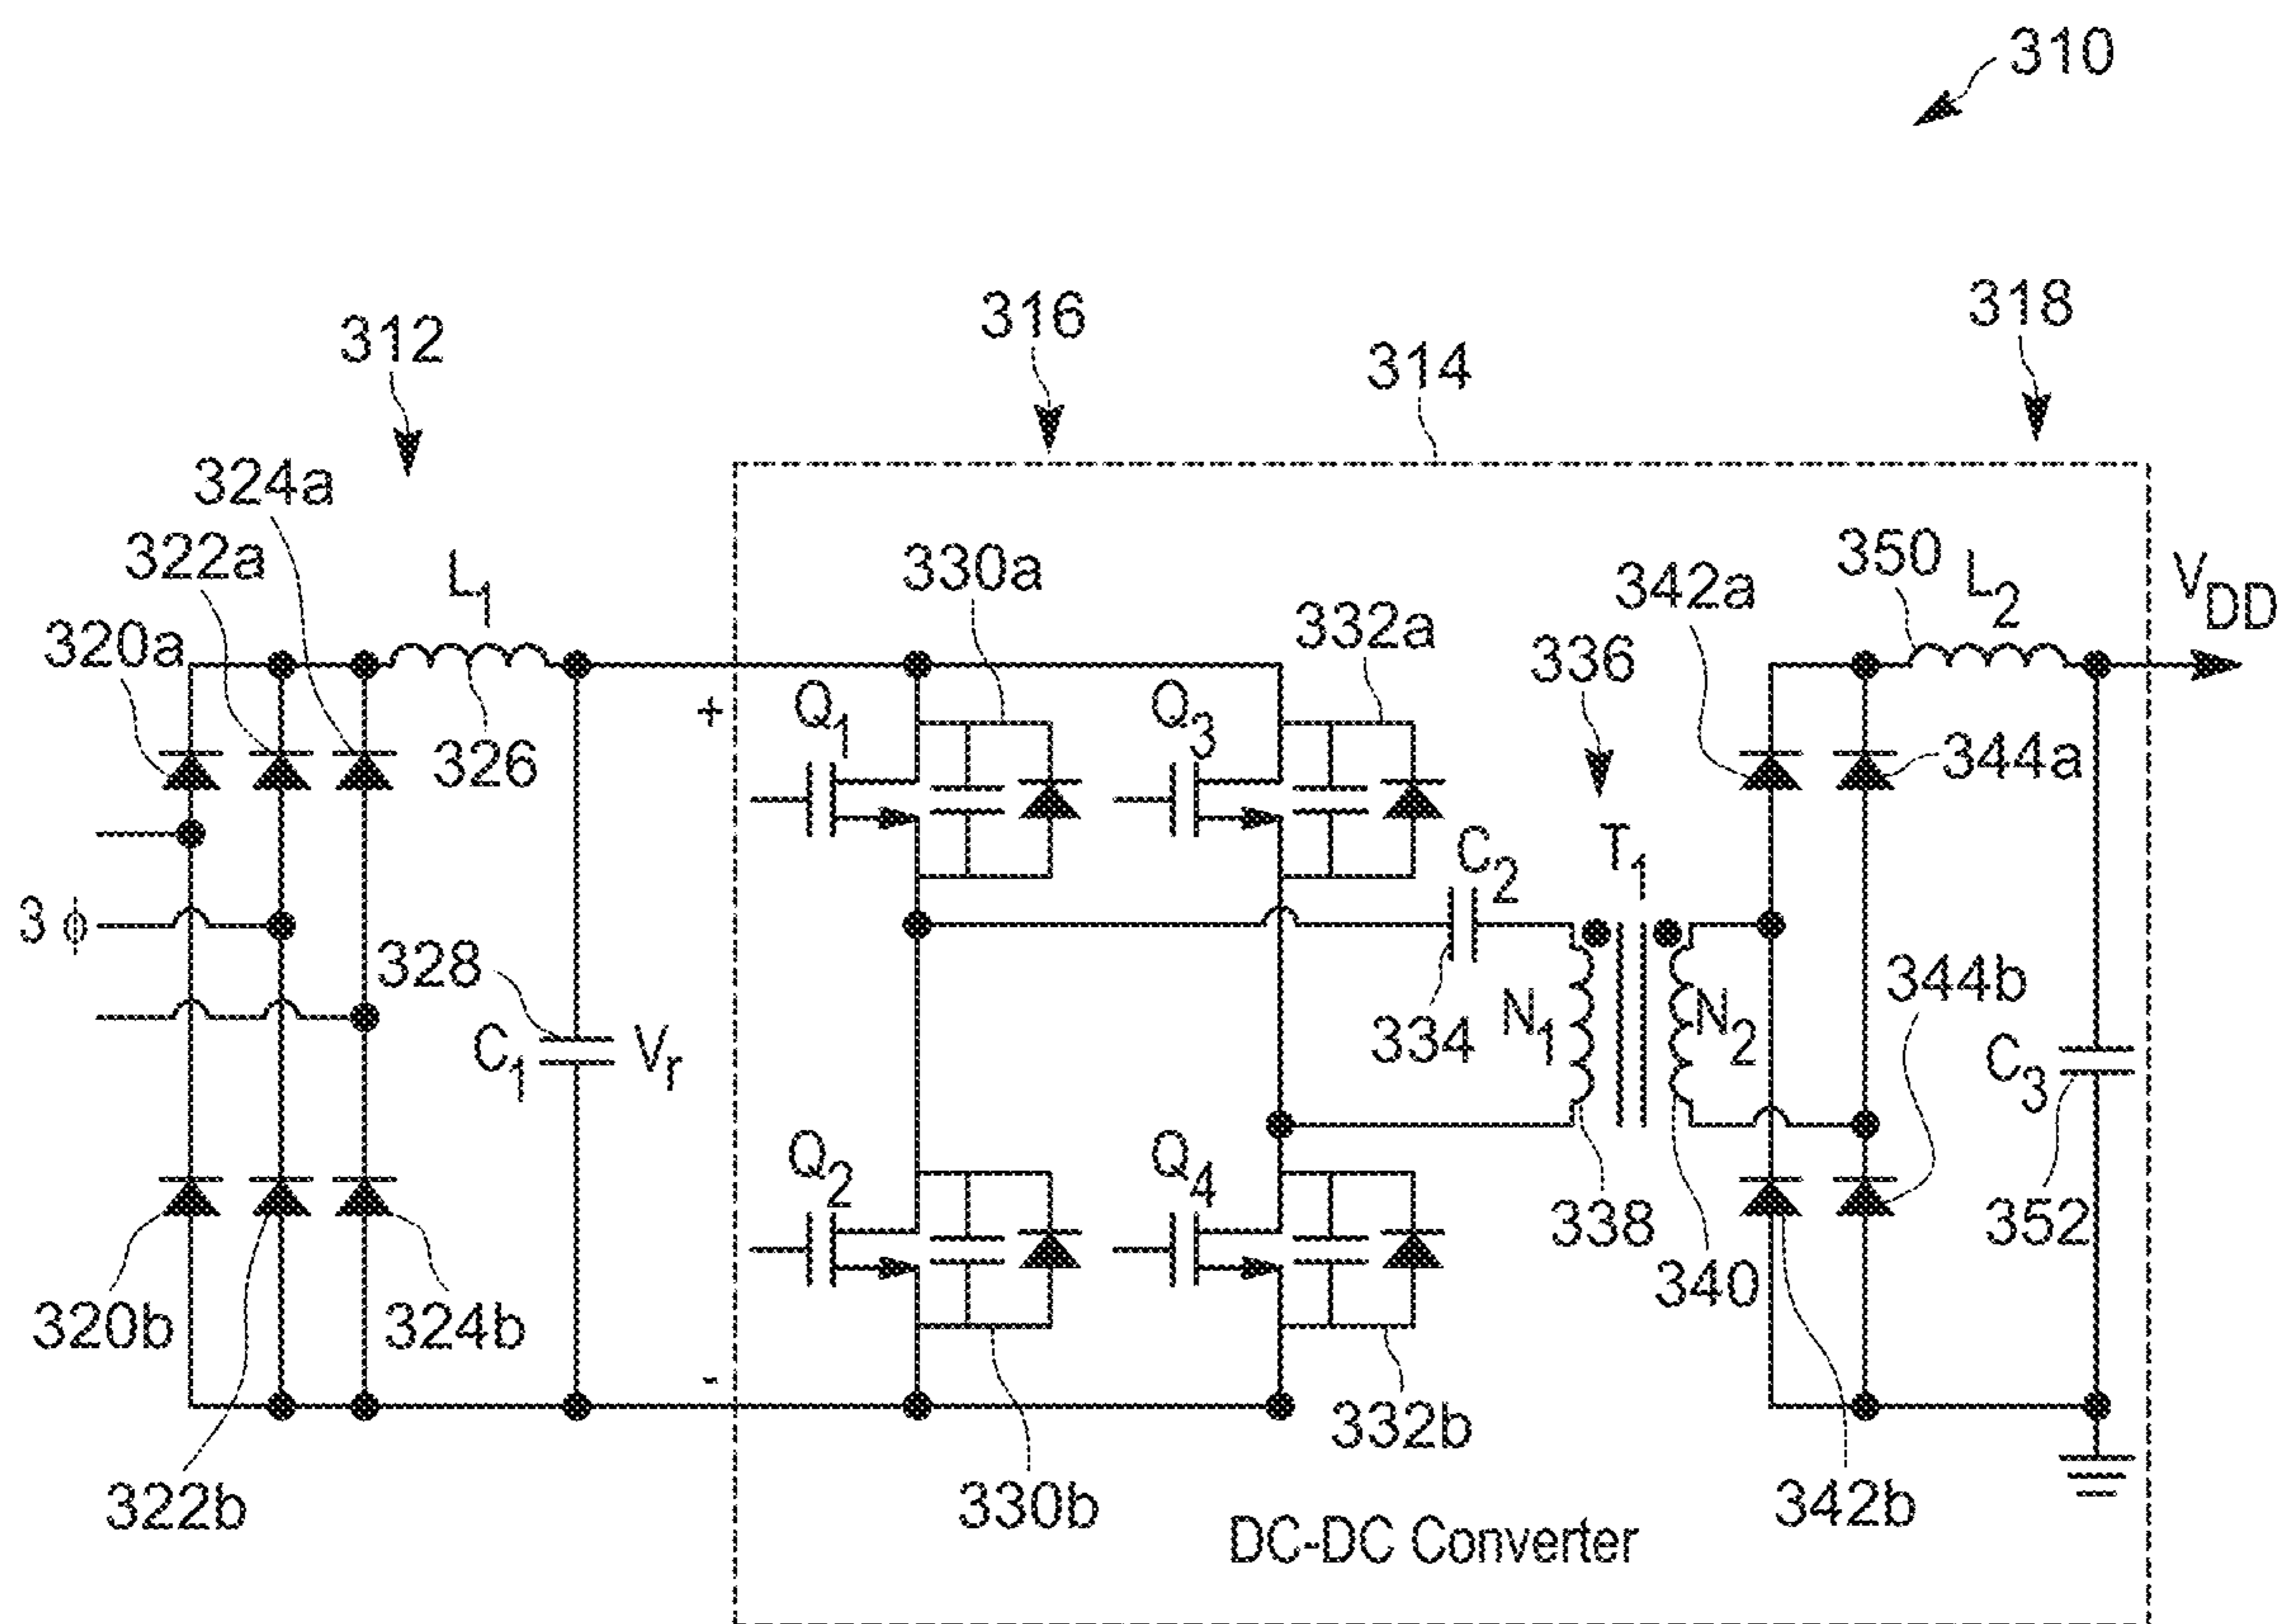 310
316
318
312
314
324a
322a
L1
330a
350
L2
VDD
342a
332a
320a
336
Q1
Q3
326
344a
+
C2
T1
3 ϕ
328
344b
334
N1
N2
C1
Vr
C3
Q2
Q4
338
352
340
320b
324b
-
332b
322b
330b
342b
DC-DC Converter